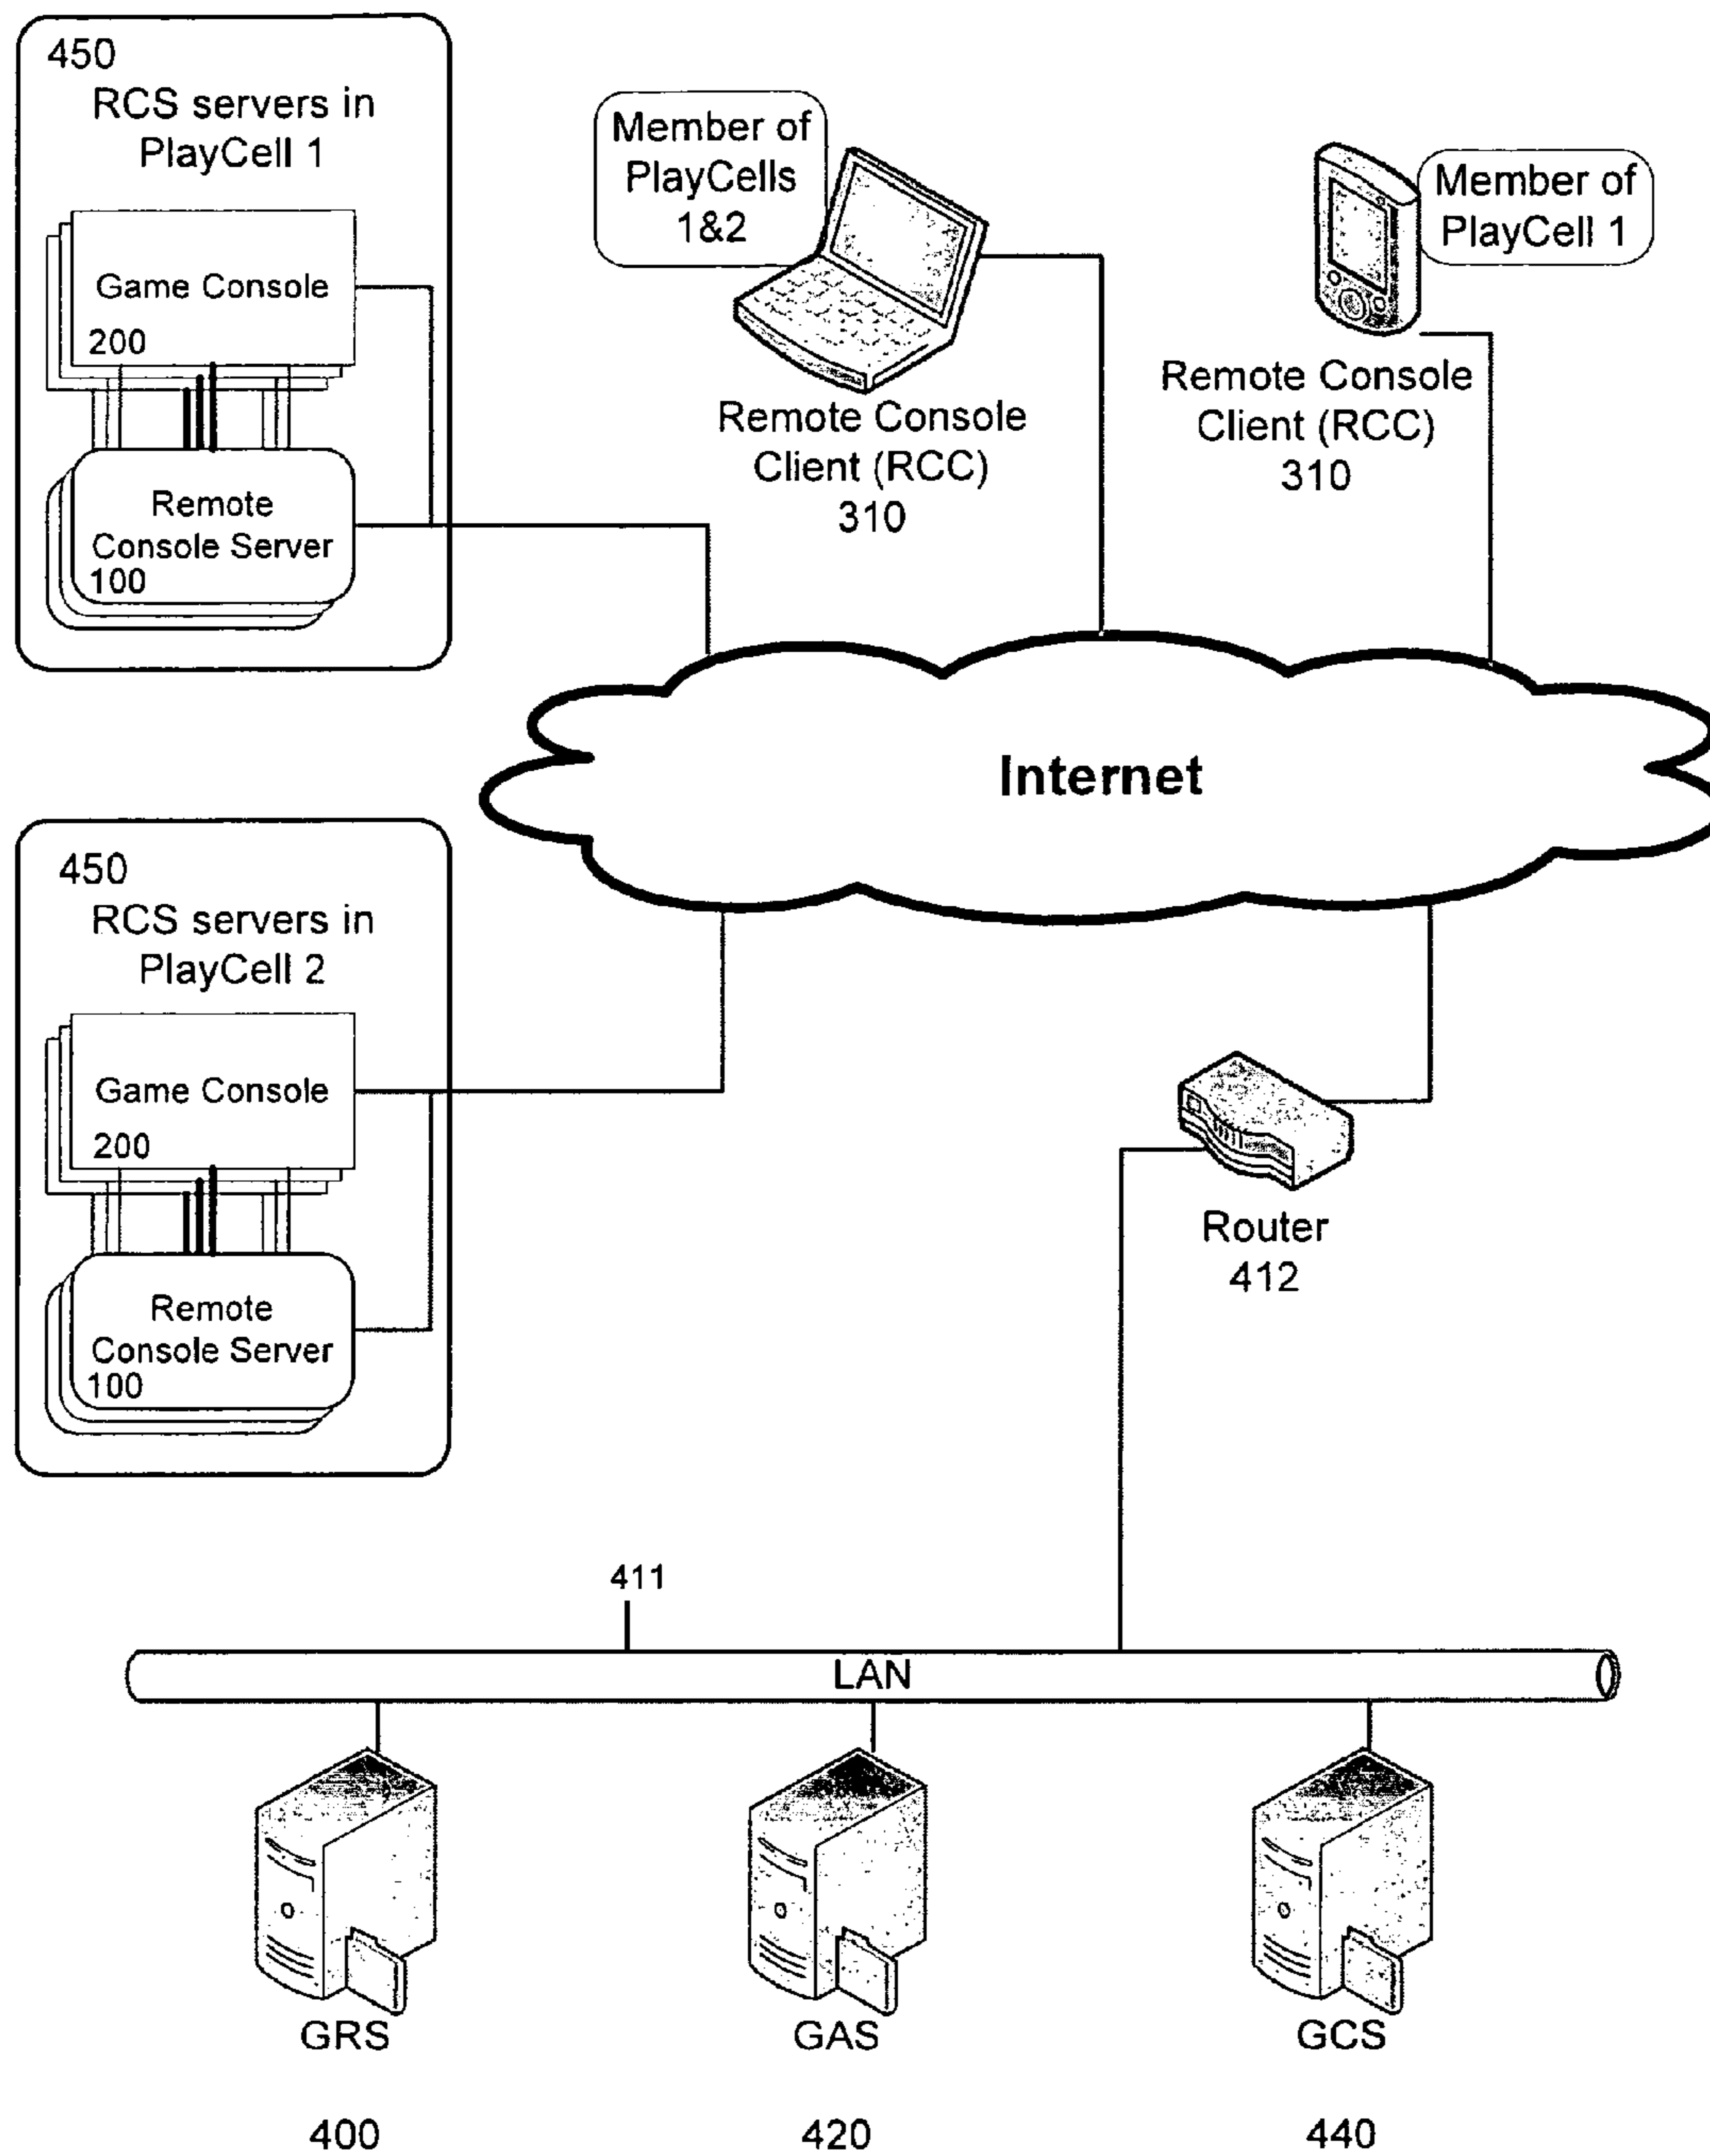 450
RCS servers in
PlayCell 1
Game Console
200
Remote
Console Server
100
Member of
PlayCells
1&2
Remote Console
Client (RCC)
310
Member of
PlayCell 1
Remote Console
Client (RCC)
310
Internet
450
RCS servers in
PlayCell 2
Game Console
200
Remote
Console Server
100
Router
412
411
LAN
GRS
GAS
GCS
400
420
440